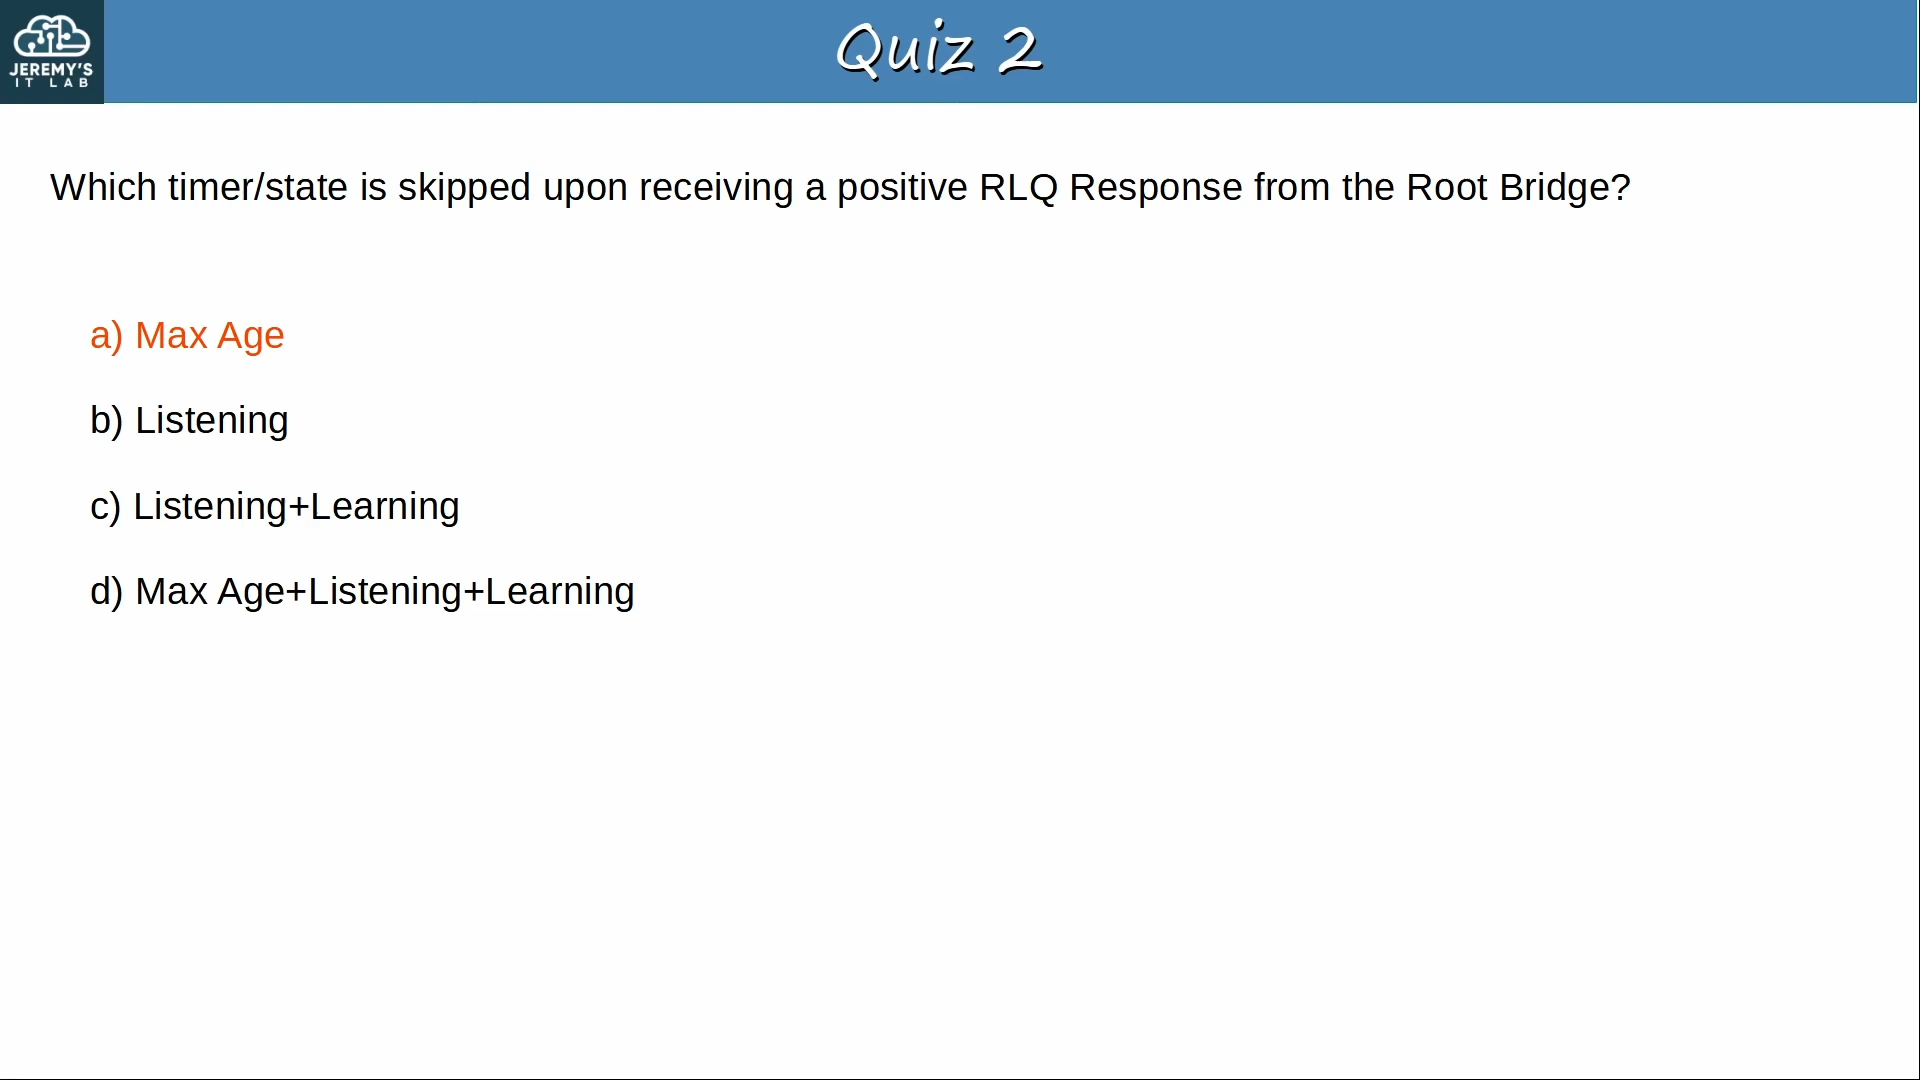 JEREMY'S
IT LAB
Quiz 2
Which timer/state is skipped upon receiving a positive RLQ Response from the Root Bridge?
a) Max Age
b) Listening
c) Listening+Learning
d) Max Age+Listening+Learning